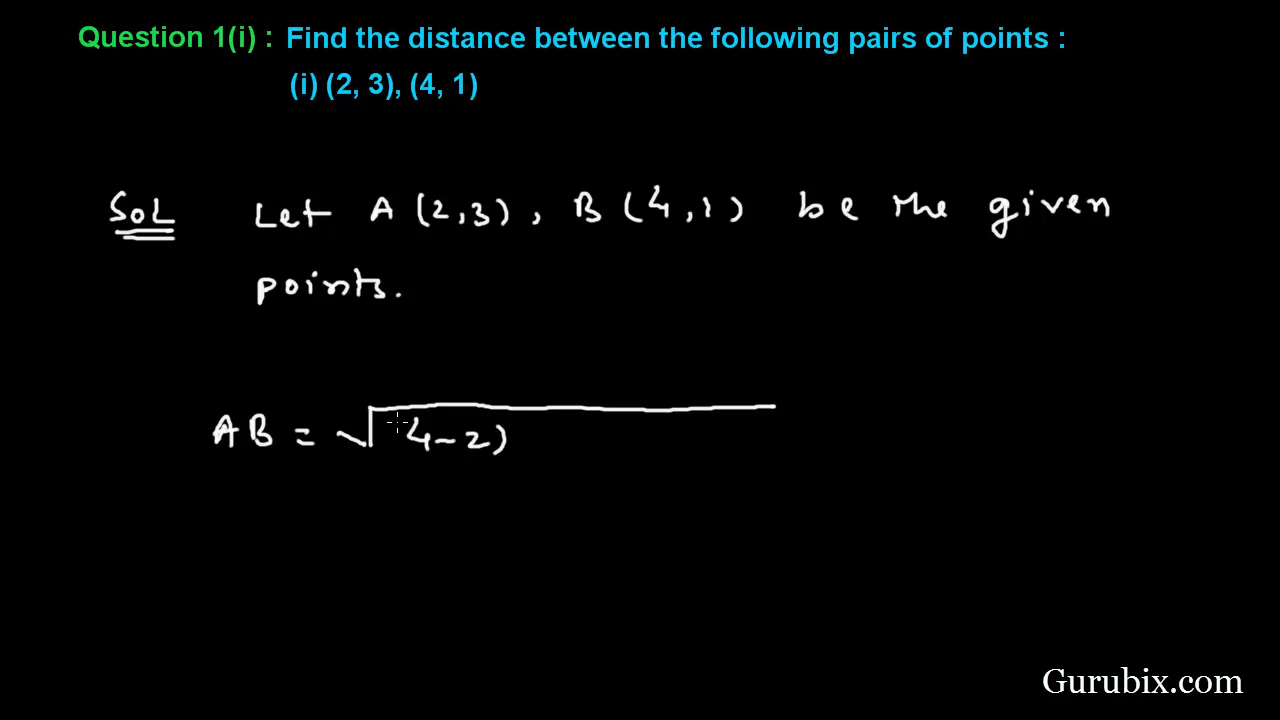 Question 1(i) : Find the distance between the following pairs of points :
(i) (2, 3), (4, 1)
SoL Let A (2,3), B (4,1) be the given
points.
AB = √ 4-2)
Gurubix.com